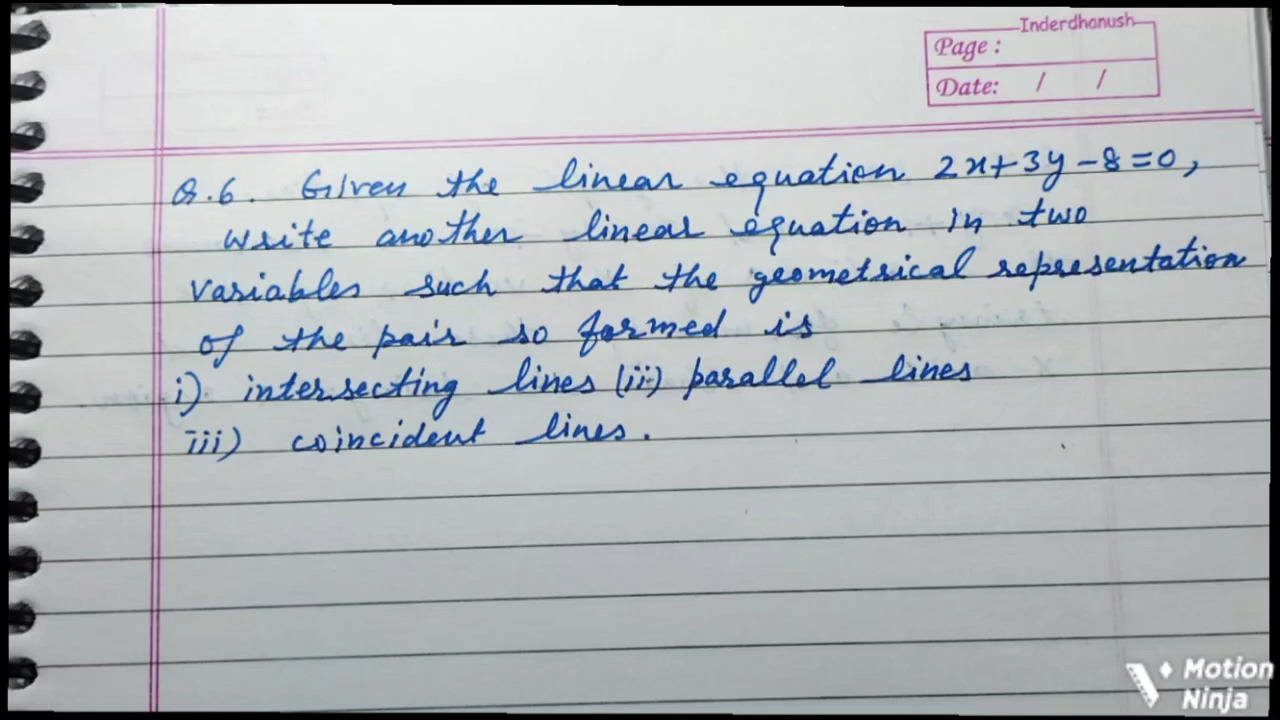 Inderdhanush
Page :
Date: / /
Q.6. Given the linear equation 2x+3y-8=0,
write another linear equation in two
variables such that the geometrical representation
of the pair so formed is
i) intersecting lines (ii) parallel lines
iii) coincident lines.
Motion
Ninja